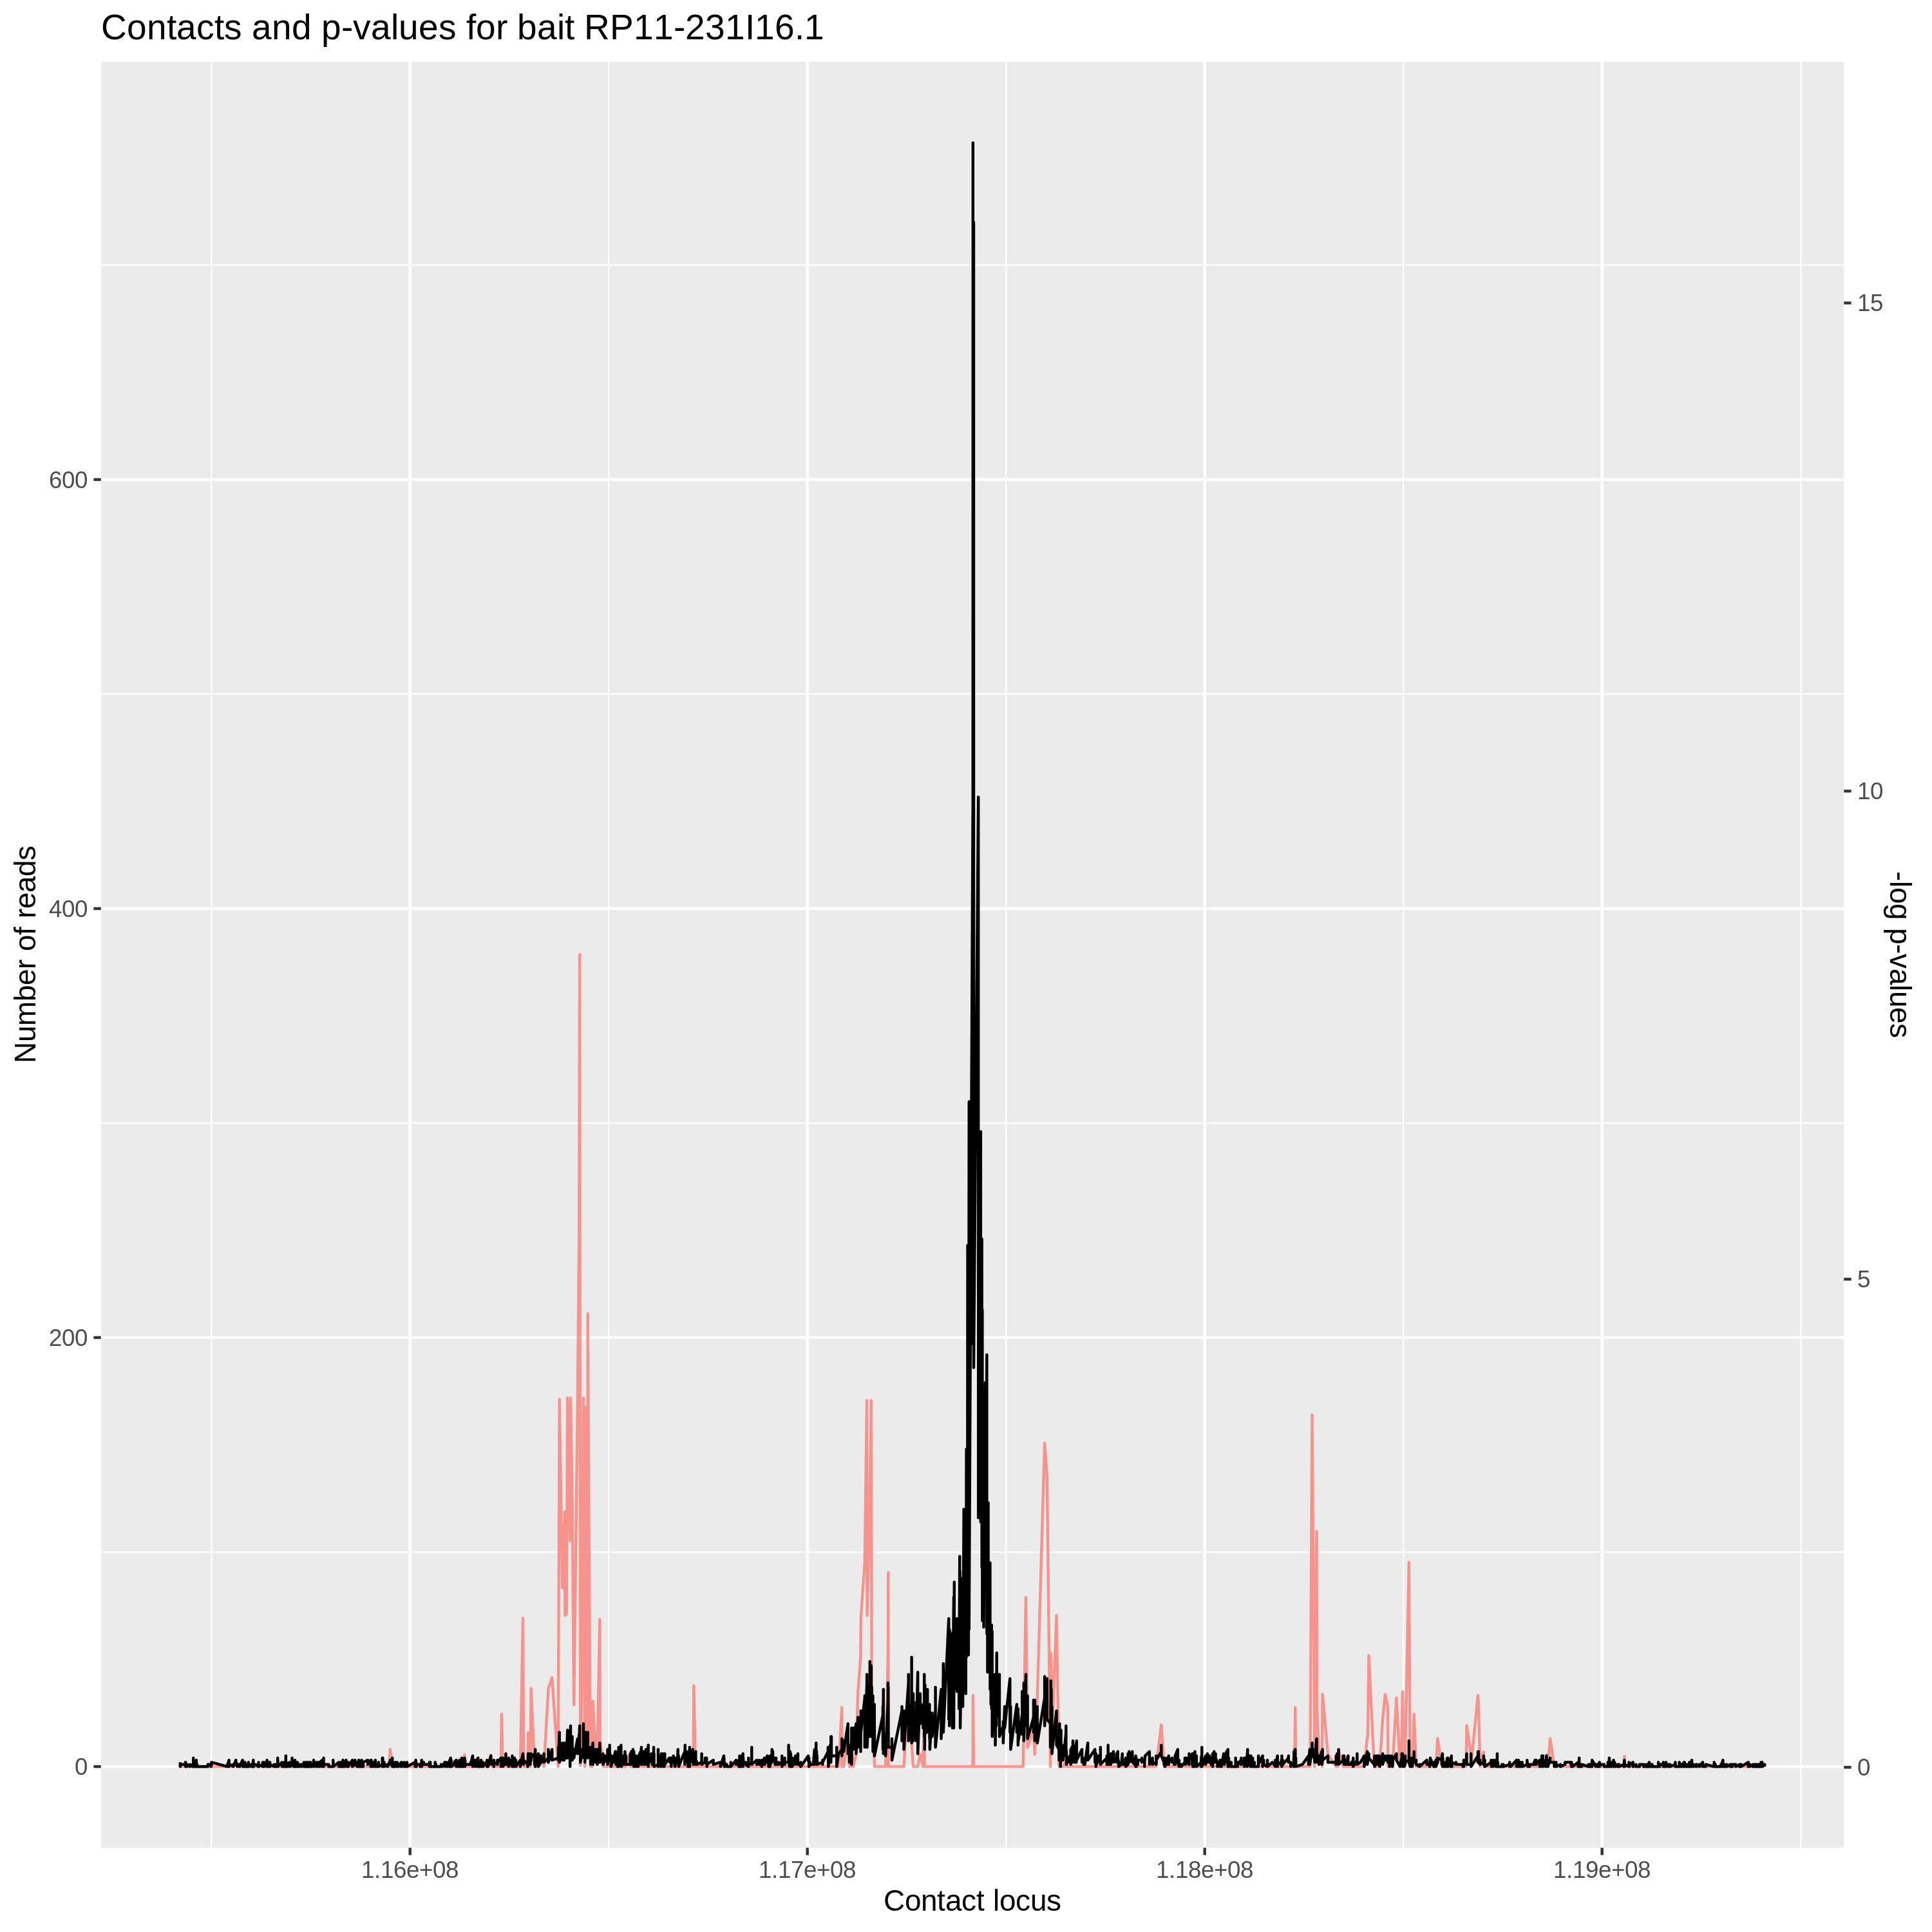 Contacts and p-values for bait RP11-231I16.1
Number of reads
600
400
200
0
15
10
5
0
-log p-values
1.16e+08
1.17e+08
1.18e+08
1.19e+08
Contact locus